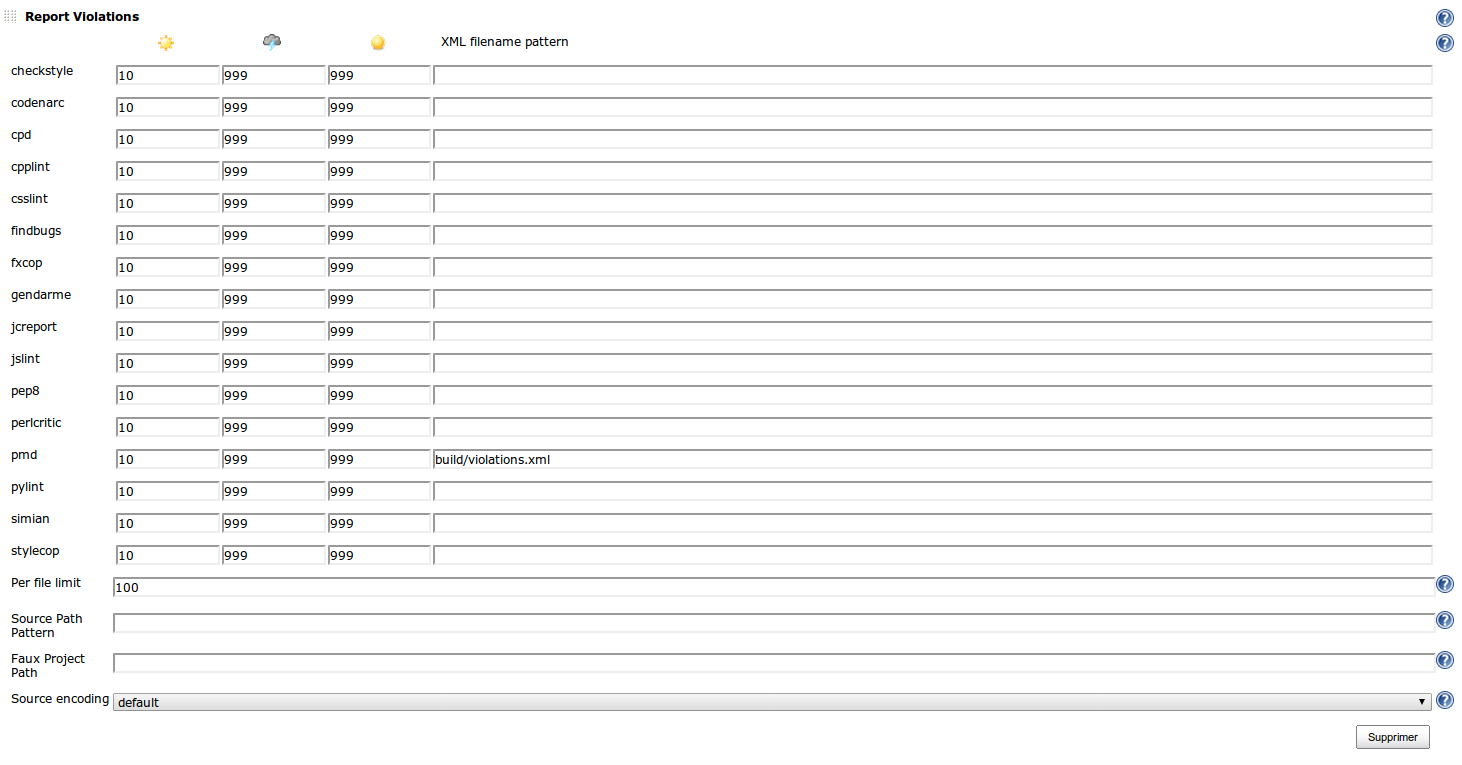 Report Violations
XML filename pattern
checkstyle 10 999 999
codenarc 10 999 999
cpd 10 999 999
cpplint 10 999 999
csslint 10 999 999
findbugs 10 999 999
fxcop 10 999 999
gendarme 10 999 999
jcreport 10 999 999
jslint 10 999 999
pep8 10 999 999
perlcritic 10 999 999
pmd 10 999 999 build/violations.xml
pylint 10 999 999
simian 10 999 999
stylecop 10 999 999
Per file limit 100
Source Path
Pattern
Faux Project
Path
Source encoding default
Supprimer